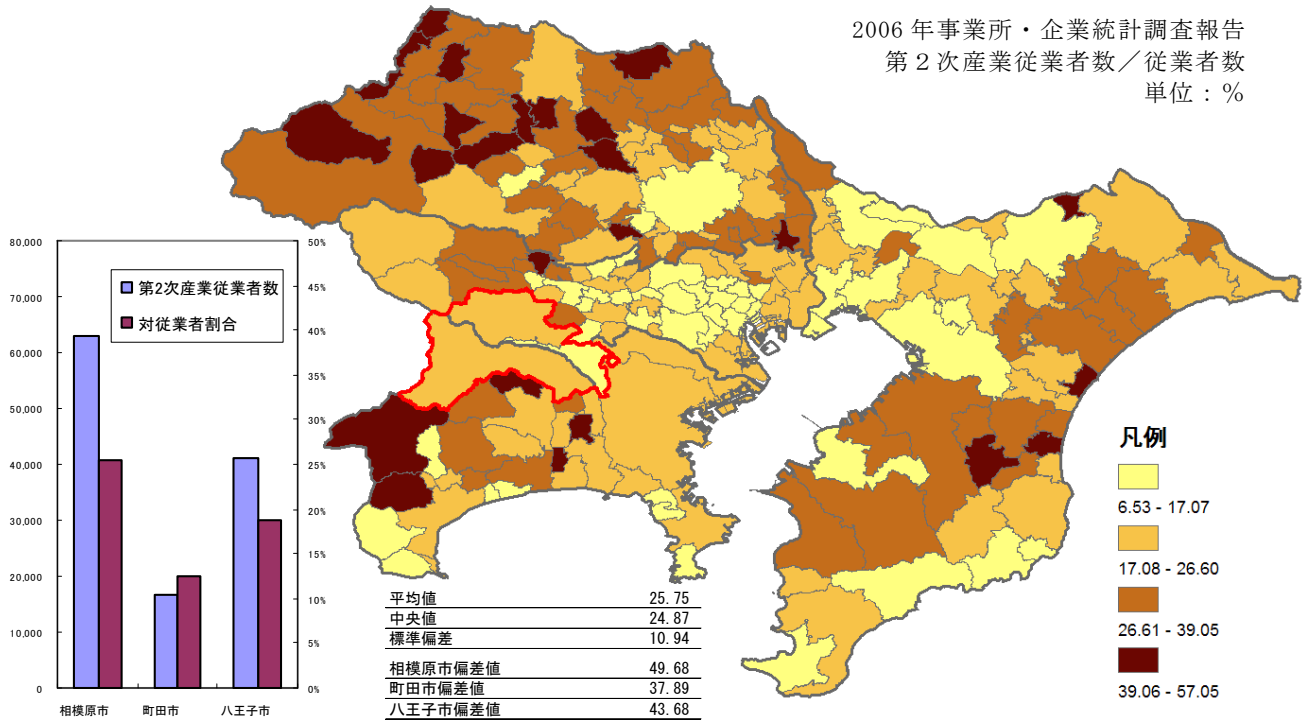 2006 年事業所・企業統計調査報告
第２次産業従業者数／従業者数
単位：％
80,000
70,000
60,000
50,000
40,000
30,000
20,000
10,000
0
50%
45%
40%
35%
30%
25%
20%
15%
10%
5%
0%
第2次産業従業者数
対従業者割合
相模原市 町田市 八王子市
平均値 25.75
中央値 24.87
標準偏差 10.94
相模原市偏差値 49.68
町田市偏差値 37.89
八王子市偏差値 43.68
凡例
6.53 - 17.07
17.08 - 26.60
26.61 - 39.05
39.06 - 57.05